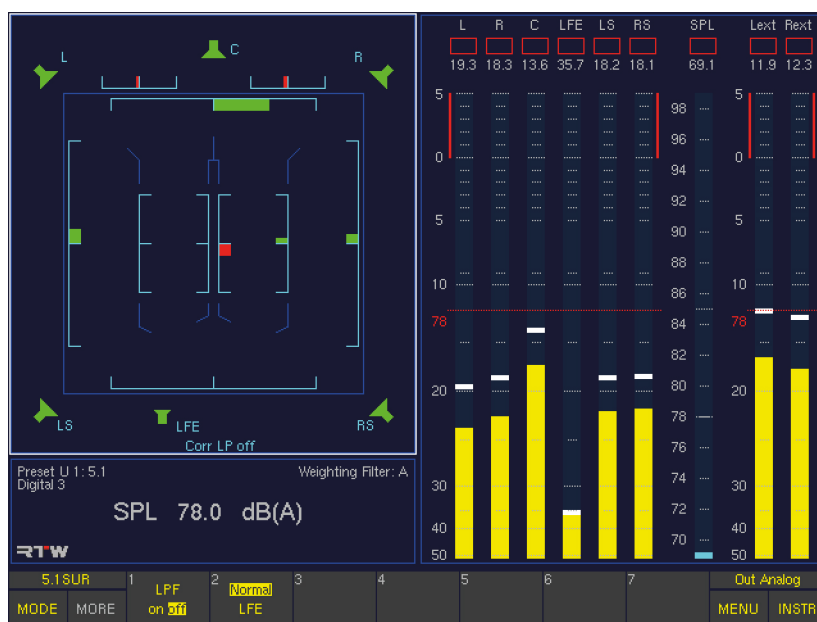 L R C LFE LS RS SPL Lext Rext
19.3 18.3 13.6 35.7 18.2 18.1 69.1 11.9 12.3
L
C
R
LS
LFE
RS
Corr LP off
5
0
5
10
78
20
30
40
50
98
96
94
92
90
88
86
84
82
80
78
76
74
72
70
5
0
5
10
78
20
30
40
50
Preset U 1: 5.1 Weighting Filter: A
Digital 3
SPL 78.0 dB(A)
RTW
5.1SUR 1 LPF 2 Normal 3 4 5 6 7 Out Analog
MODE MORE on off LFE MENU INSTR